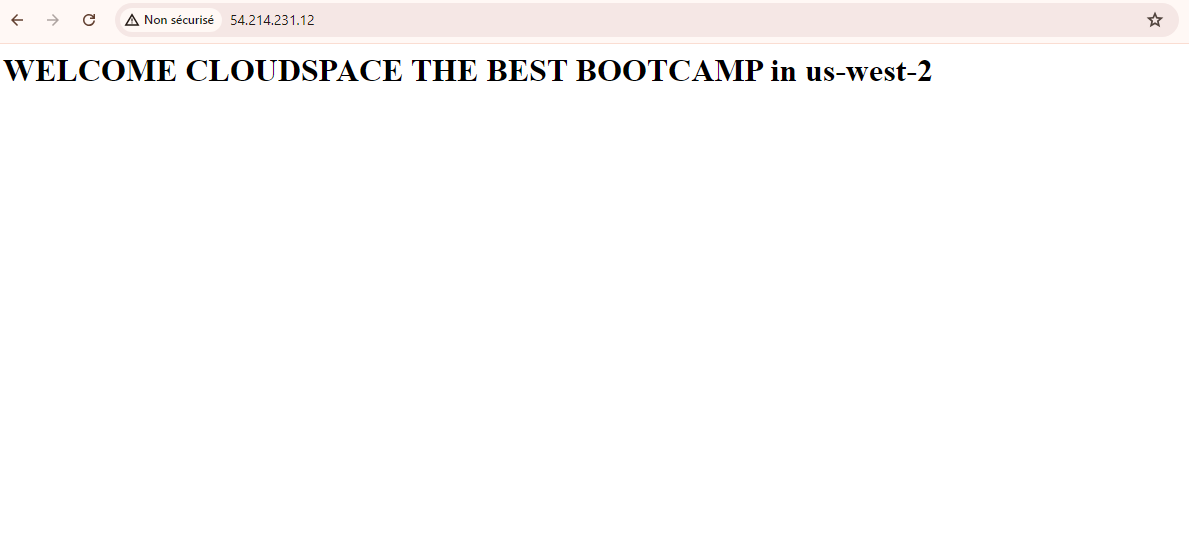 Non sécurisé 54.214.231.12
WELCOME CLOUDSPACE THE BEST BOOTCAMP in us-west-2